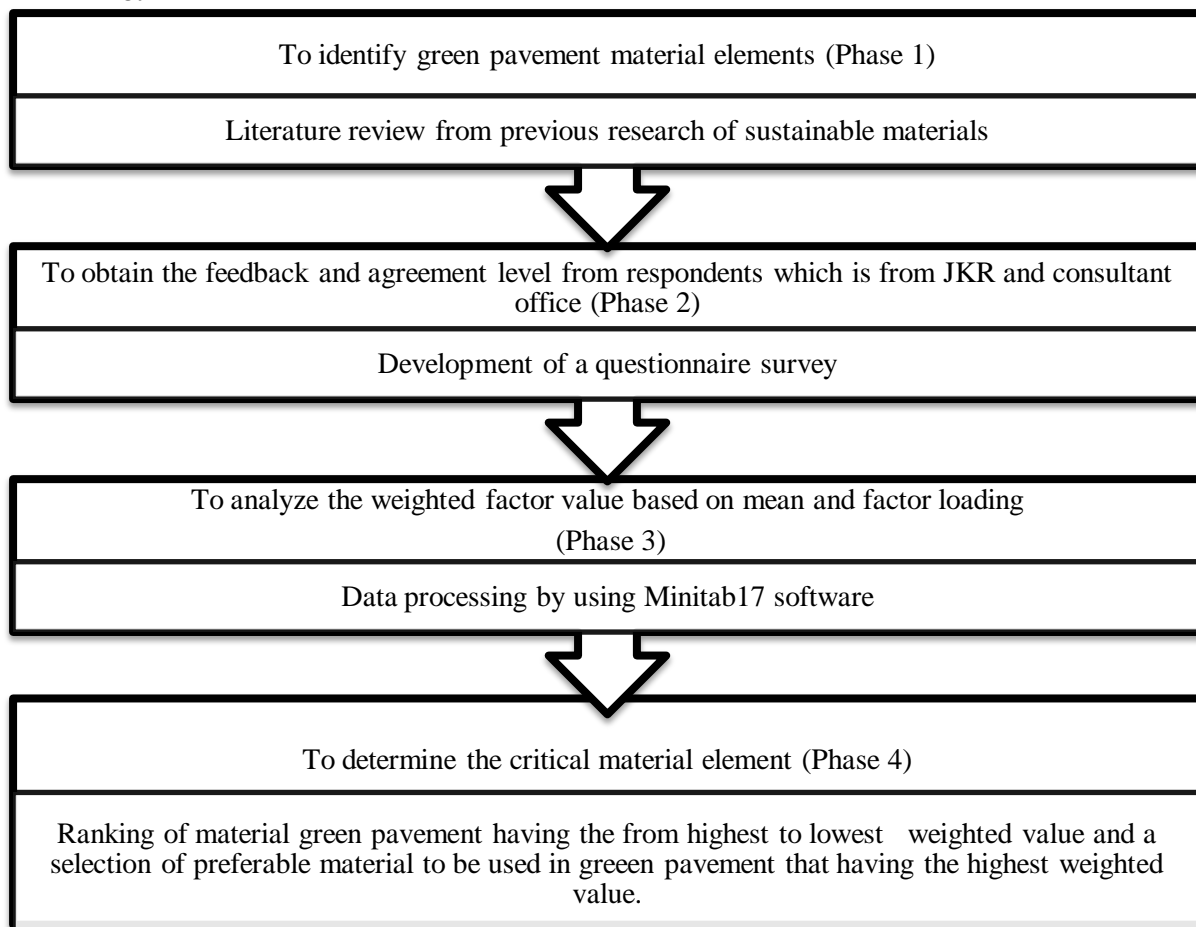 To identify green pavement material elements (Phase 1)
Literature review from previous research of sustainable materials
To obtain the feedback and agreement level from respondents which is from JKR and consultant
office (Phase 2)
Development of a questionnaire survey
To analyze the weighted factor value based on mean and factor loading
(Phase 3)
Data processing by using Minitab17 software
To determine the critical material element (Phase 4)
Ranking of material green pavement having the from highest to lowest weighted value and a
selection of preferable material to be used in greeen pavement that having the highest weighted
value.